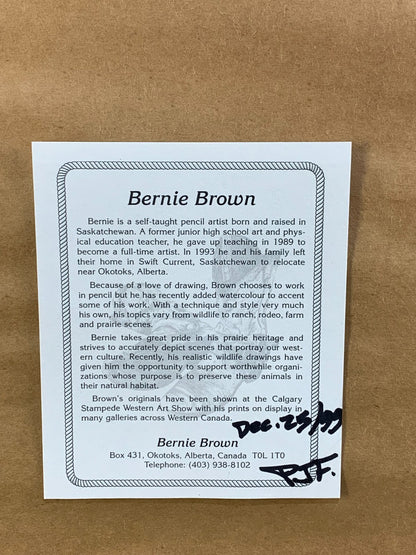 Bernie Brown
Bernie is a self-taught pencil artist born and raised in
Saskatchewan. A former junior high school art and phys-
ical education teacher, he gave up teaching in 1989 to
become a full-time artist. In 1993 he and his family left
their home in Swift Current, Saskatchewan to relocate
near Okotoks, Alberta.
Because of a love of drawing, Brown chooses to work
in pencil but he has recently added watercolour to accent
some of his work. With a technique and style very much
his own, his topics vary from wildlife to ranch, rodeo, farm
and prairie scenes.
Bernie takes great pride in his prairie heritage and
strives to accurately depict scenes that portray our west-
ern culture. Recently, his realistic wildlife drawings have
given him the opportunity to support worthwhile organi-
zations whose purpose is to preserve these animals in
their natural habitat.
Brown's originals have been shown at the Calgary
Stampede Western Art Show with his prints on display in
many galleries across Western Canada.
Dec. 25/99
Bernie Brown
Box 431, Okotoks, Alberta, Canada T0L 1T0
Telephone: (403) 938-8102
P.J.F.